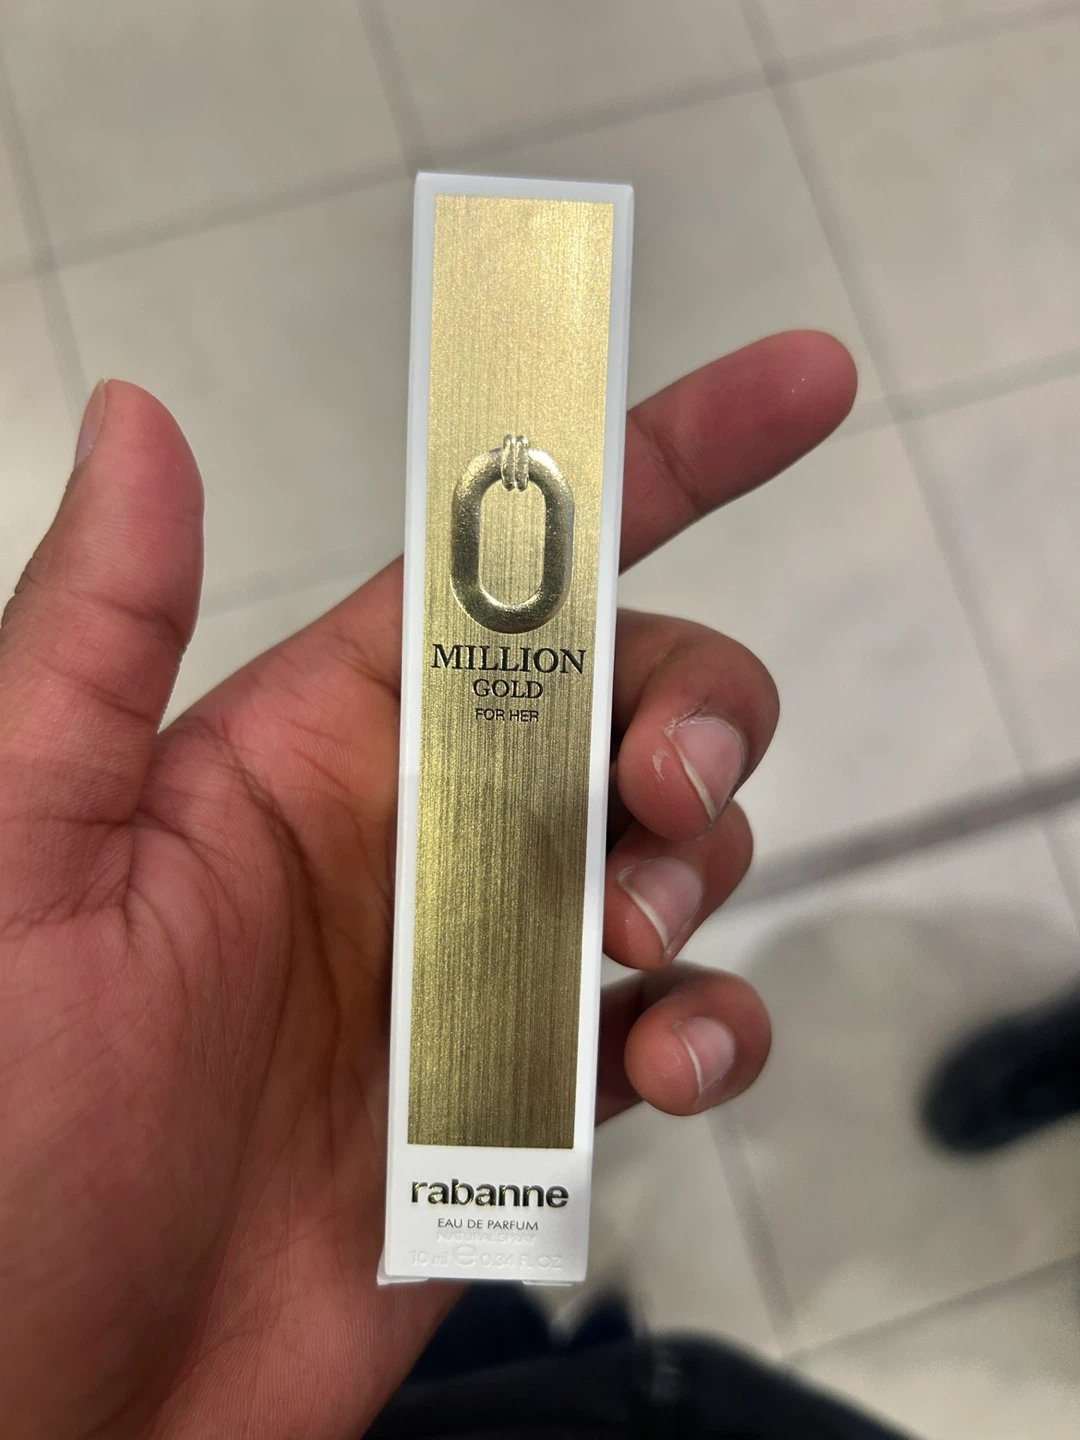 MILLION
GOLD
FOR HER
rabanne
EAU DE PARFUM
NATURAL SPRAY
10 ml ℮ 0.34 FL.OZ